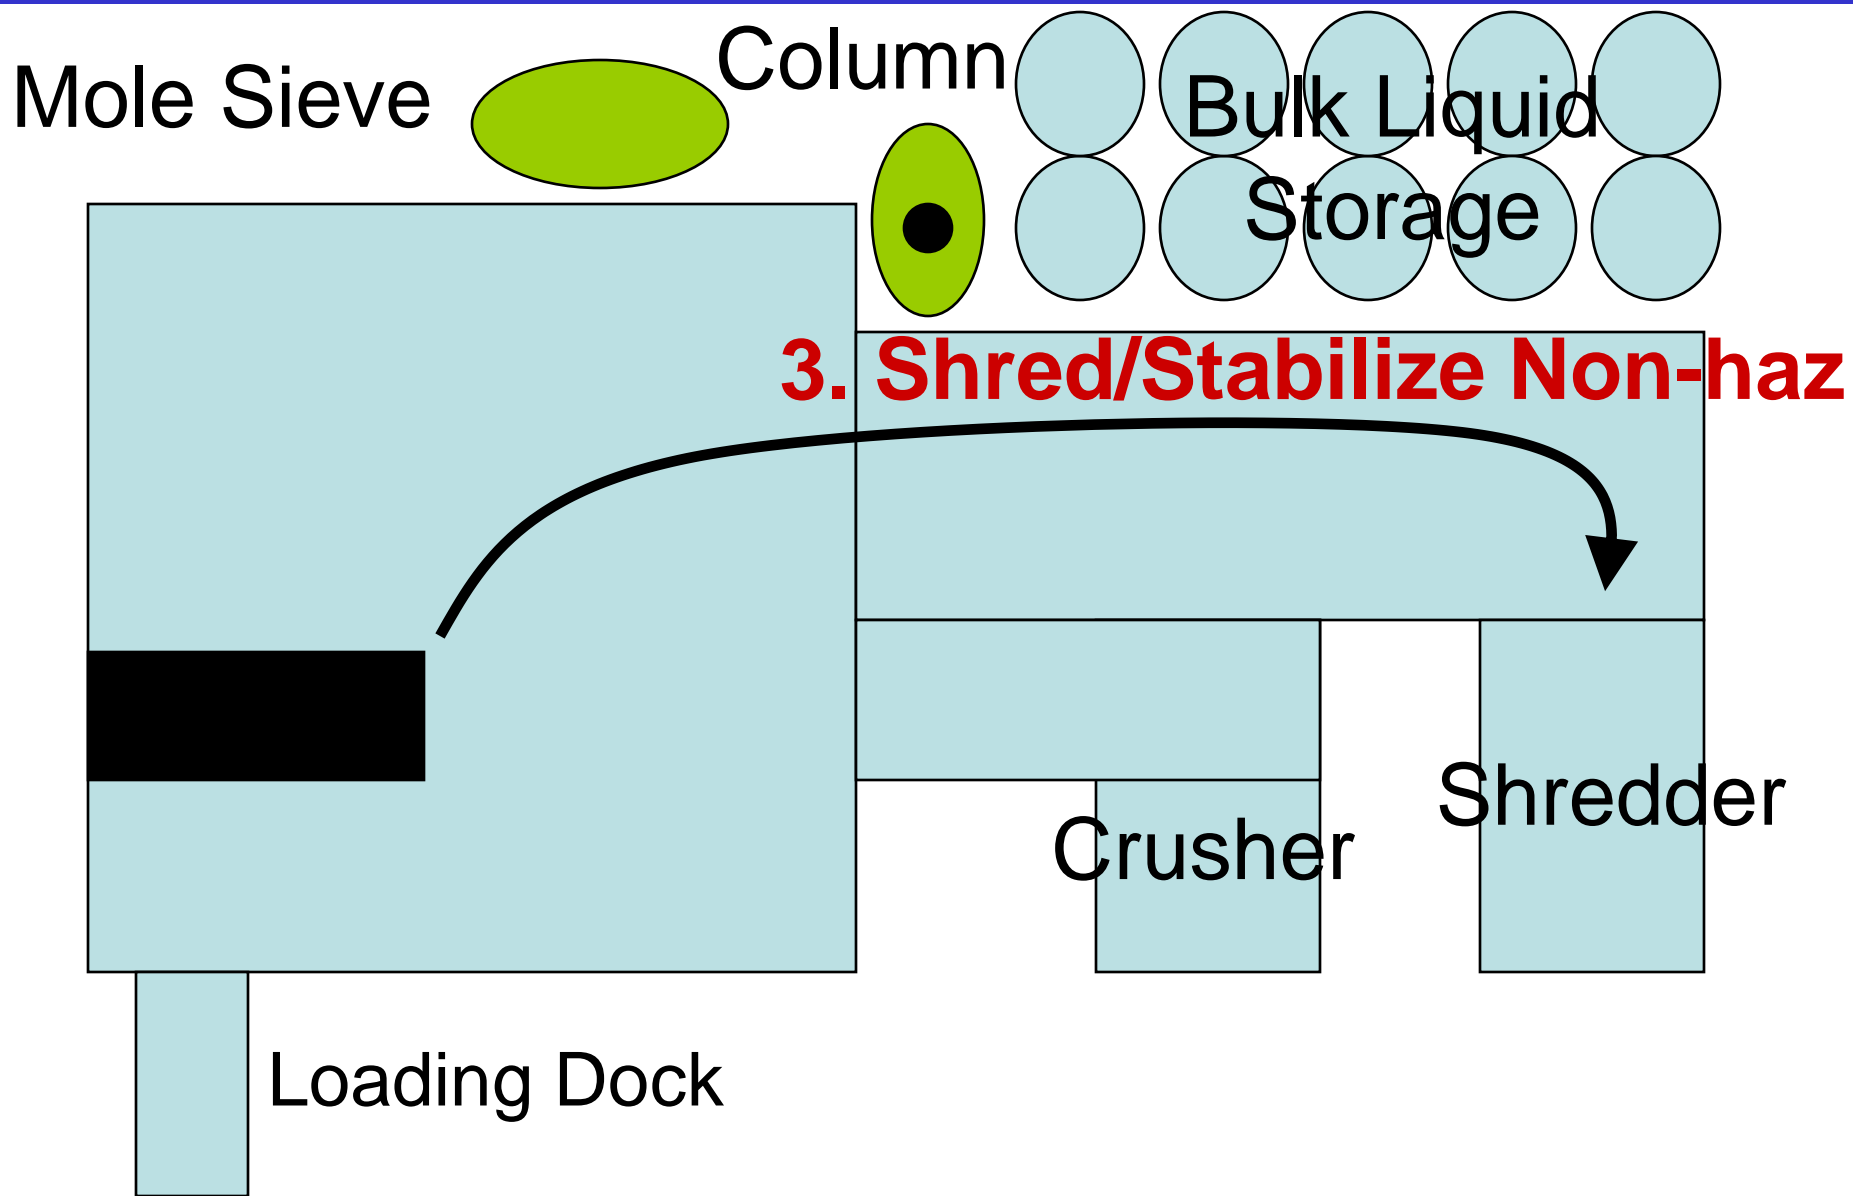 Column
Mole Sieve
Bulk Liquid
Storage
3. Shred/Stabilize Non-haz
Shredder
Crusher
Loading Dock